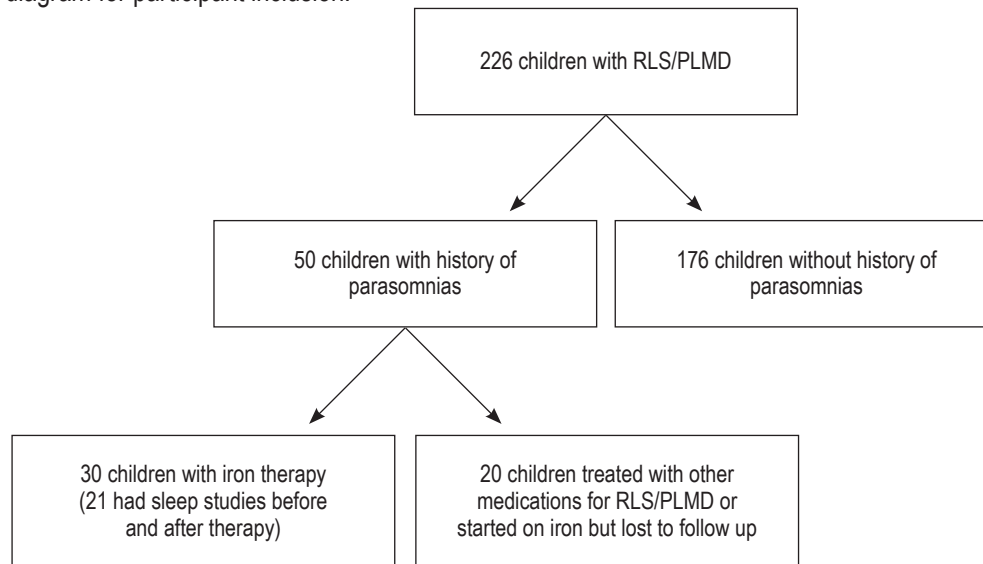 diagram for participant inclusion.
226 children with RLS/PLMD
50 children with history of
parasomnias
176 children without history of
parasomnias
30 children with iron therapy
(21 had sleep studies before
and after therapy)
20 children treated with other
medications for RLS/PLMD or
started on iron but lost to follow up